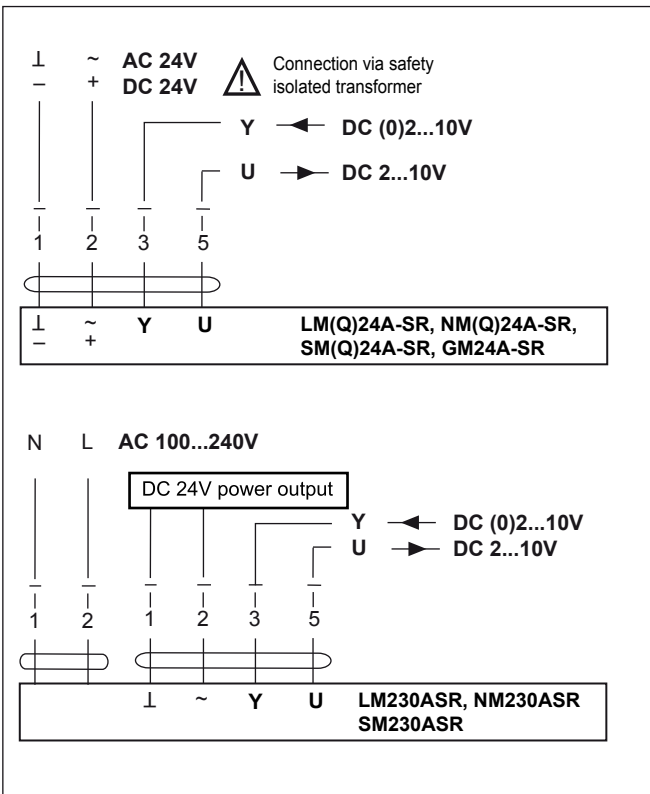 ⊥ ~ AC 24V
– + DC 24V
Connection via safety
isolated transformer
Y DC (0)2...10V
U DC 2...10V
1 2 3 5
⊥ ~ Y U LM(Q)24A-SR, NM(Q)24A-SR,
– + SM(Q)24A-SR, GM24A-SR
N L AC 100...240V
DC 24V power output
Y DC (0)2...10V
U DC 2...10V
1 2 1 2 3 5
⊥ ~ Y U LM230ASR, NM230ASR
SM230ASR